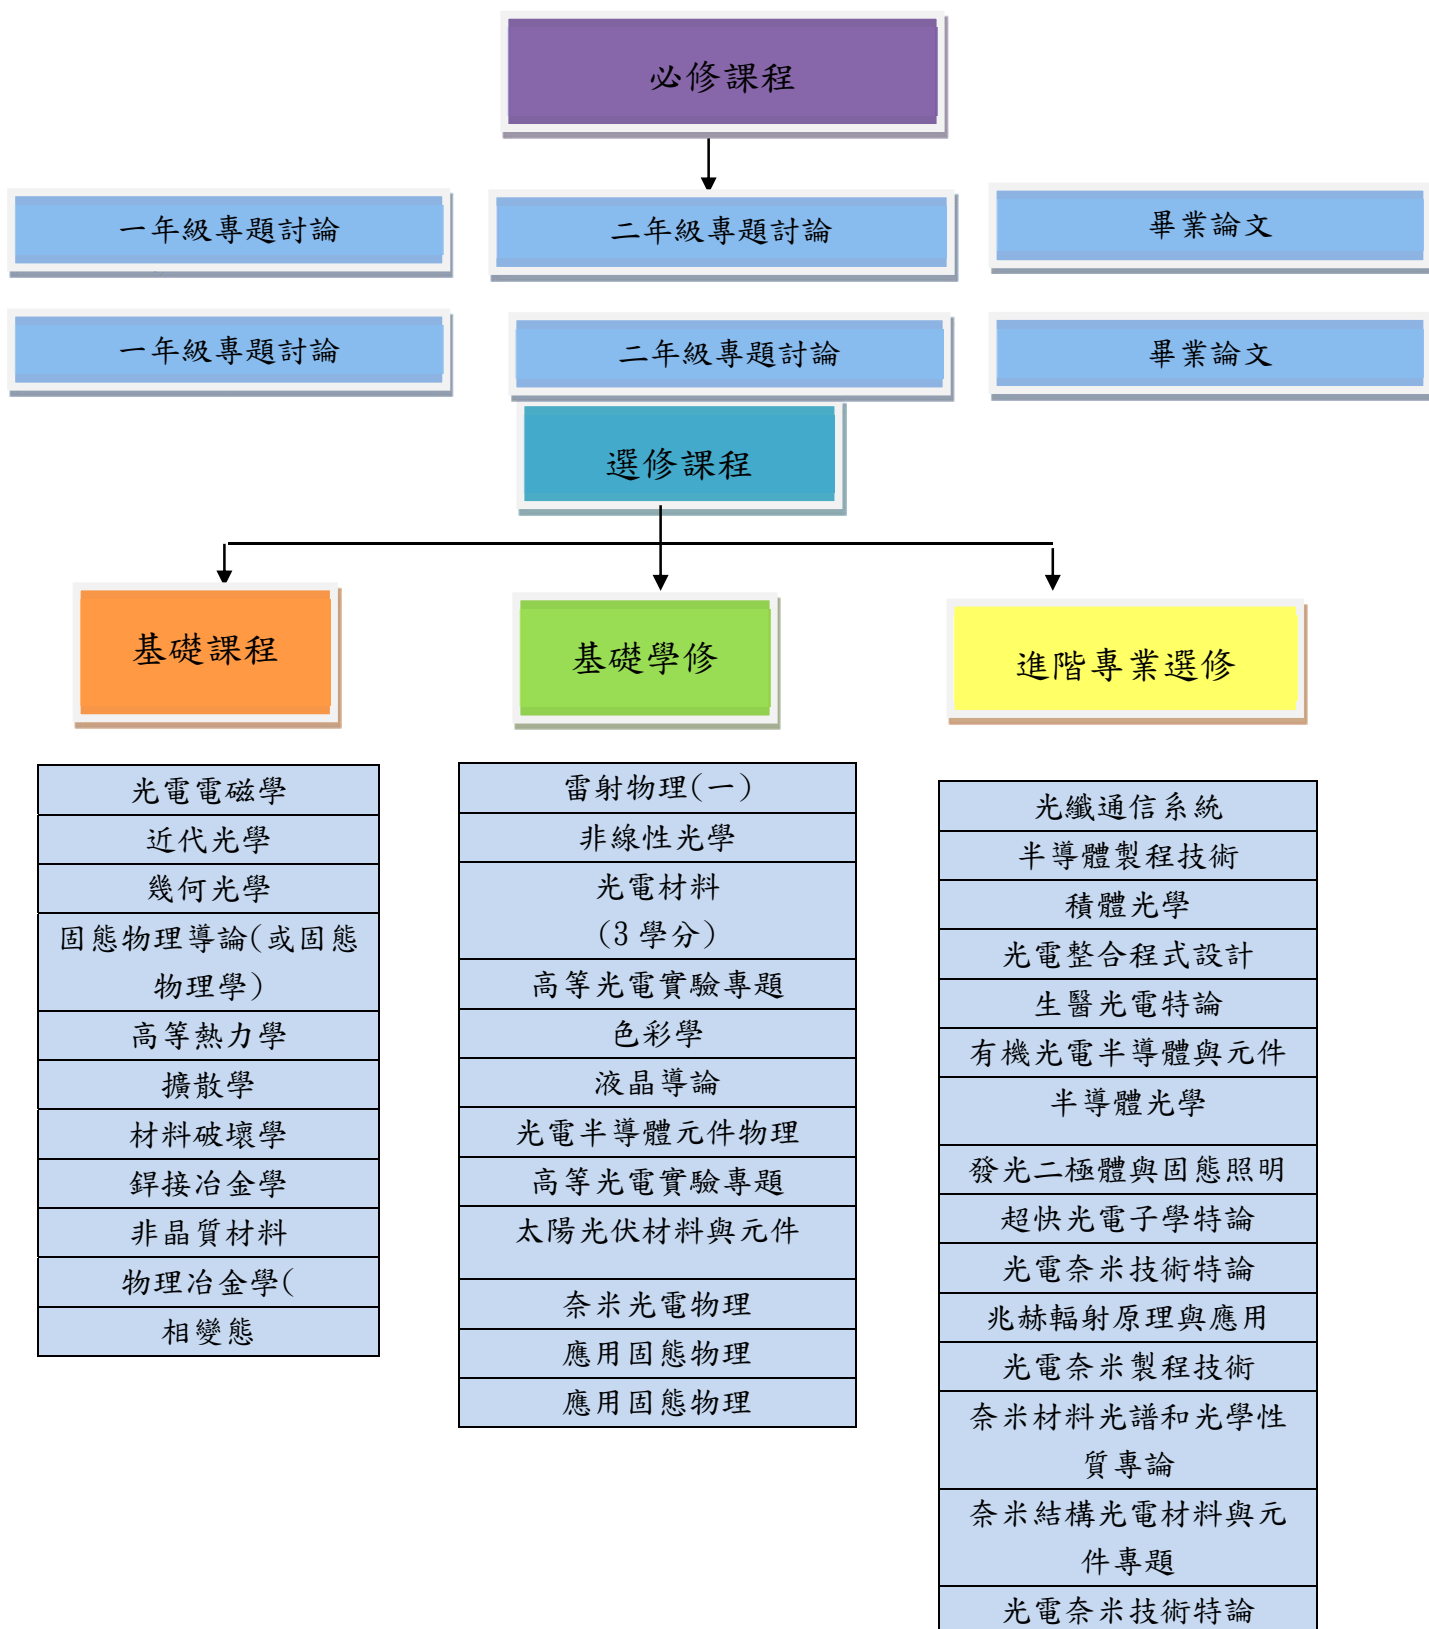 必修課程
一年級專題討論
二年級專題討論
畢業論文
一年級專題討論
二年級專題討論
畢業論文
選修課程
基礎課程
基礎學修
進階專業選修
光電電磁學
近代光學
幾何光學
固態物理導論(或固態
物理學)
高等熱力學
擴散學
材料破壞學
銲接冶金學
非晶質材料
物理冶金學(
相變態
雷射物理(一)
非線性光學
光電材料
(3 學分)
高等光電實驗專題
色彩學
液晶導論
光電半導體元件物理
高等光電實驗專題
太陽光伏材料與元件
奈米光電物理
應用固態物理
應用固態物理
光纖通信系統
半導體製程技術
積體光學
光電整合程式設計
生醫光電特論
有機光電半導體與元件
半導體光學
發光二極體與固態照明
超快光電子學特論
光電奈米技術特論
兆赫輻射原理與應用
光電奈米製程技術
奈米材料光譜和光學性
質專論
奈米結構光電材料與元
件專題
光電奈米技術特論